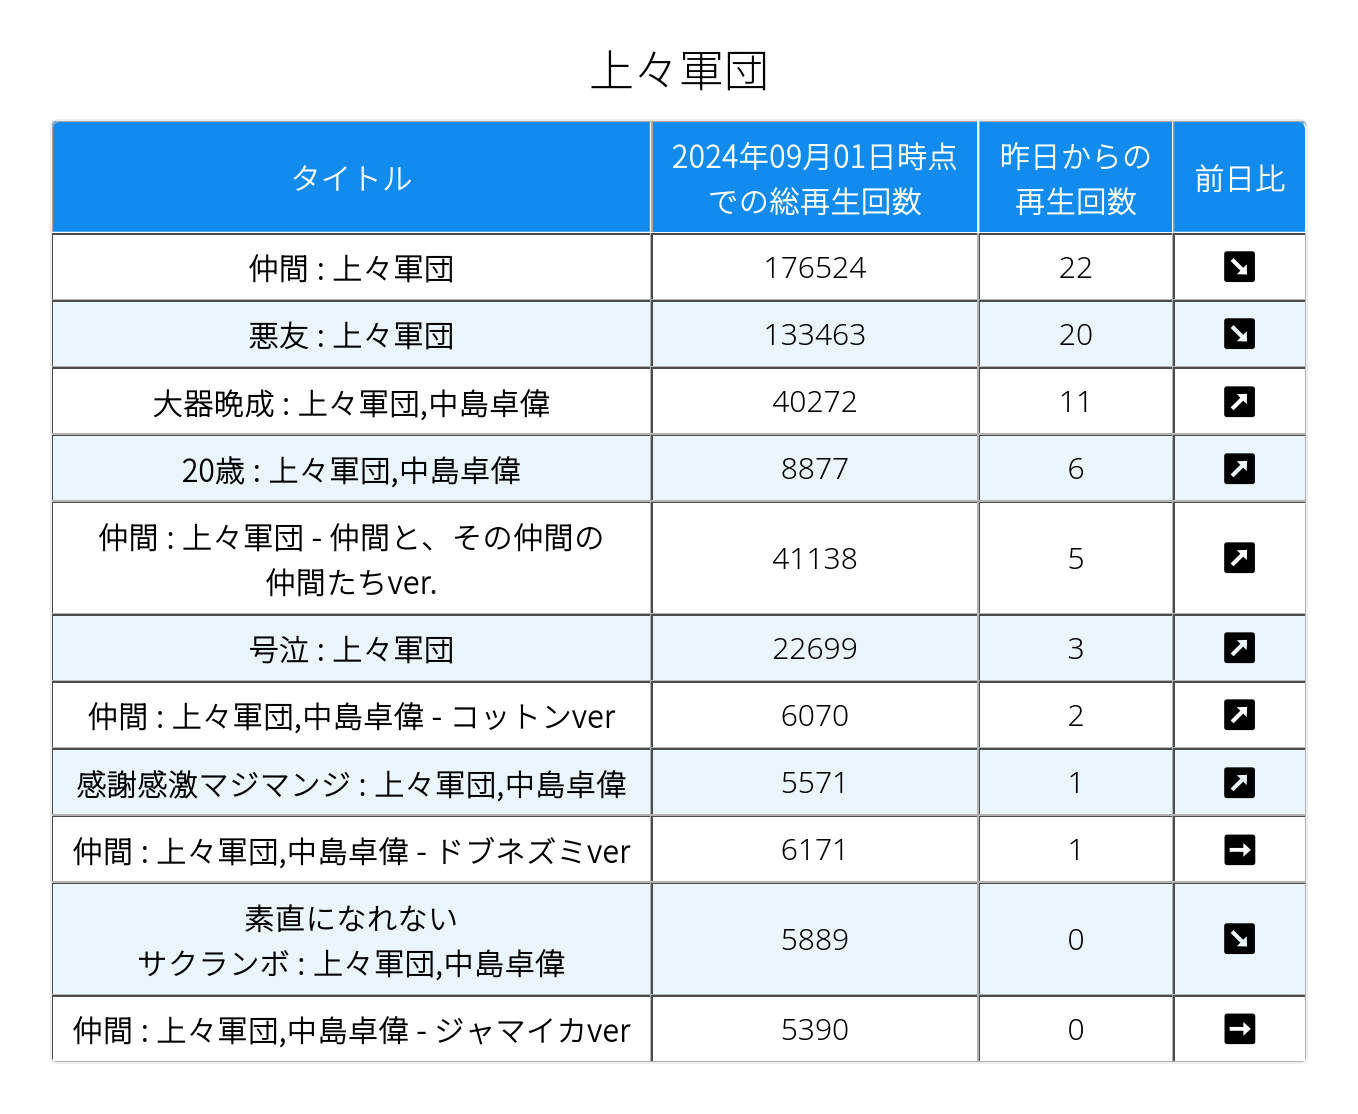 上々軍団
タイトル
2024年09月01日時点
での総再生回数
昨日からの
再生回数
前日比
仲間 : 上々軍団 176524 22 ↘
悪友 : 上々軍団 133463 20 ↘
大器晩成 : 上々軍団,中島卓偉 40272 11 ↗
20歳 : 上々軍団,中島卓偉 8877 6 ↗
仲間 : 上々軍団 - 仲間と、その仲間の
仲間たちver. 41138 5 ↗
号泣 : 上々軍団 22699 3 ↗
仲間 : 上々軍団,中島卓偉 - コットンver 6070 2 ↗
感謝感激マジマンジ : 上々軍団,中島卓偉 5571 1 ↗
仲間 : 上々軍団,中島卓偉 - ドブネズミver 6171 1 →
素直になれない
サクランボ : 上々軍団,中島卓偉 5889 0 ↘
仲間 : 上々軍団,中島卓偉 - ジャマイカver 5390 0 →